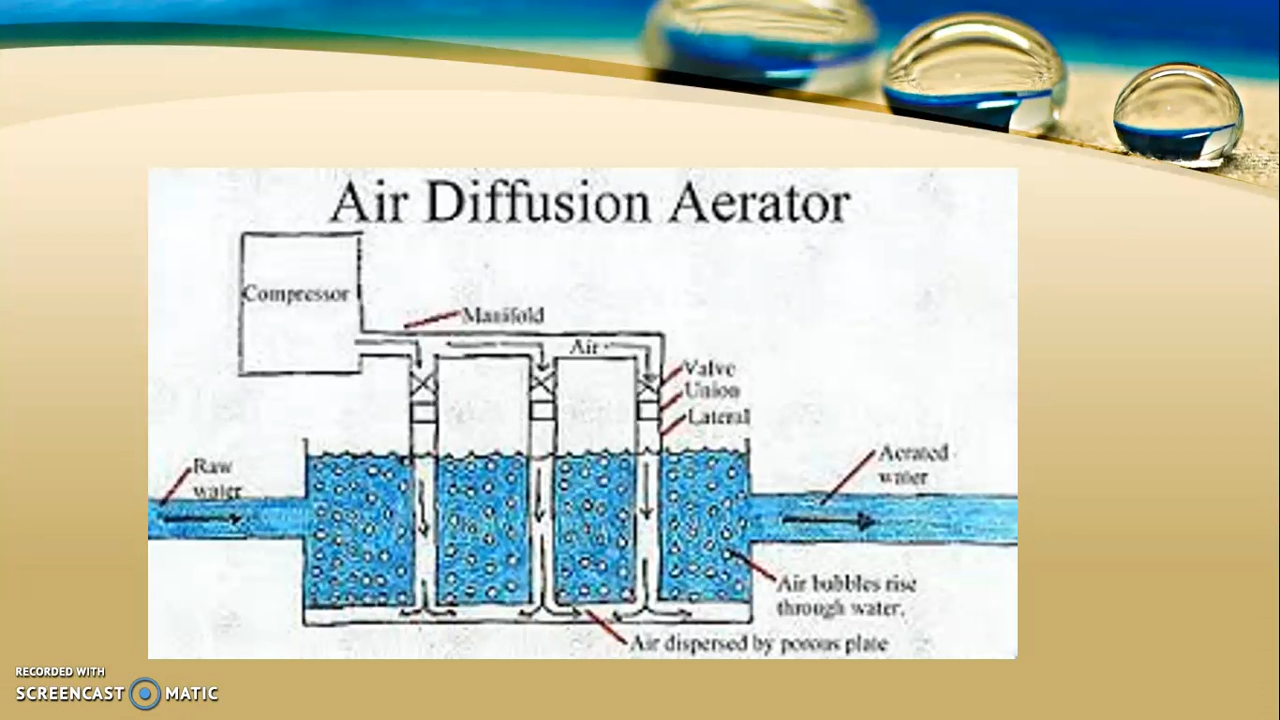 Air Diffusion Aerator
Compressor
Manifold
Air
Valve
Union
Lateral
Raw
water
Aerated
water
Air bubbles rise
through water.
Air dispersed by porous plate
RECORDED WITH
SCREENCAST MATIC